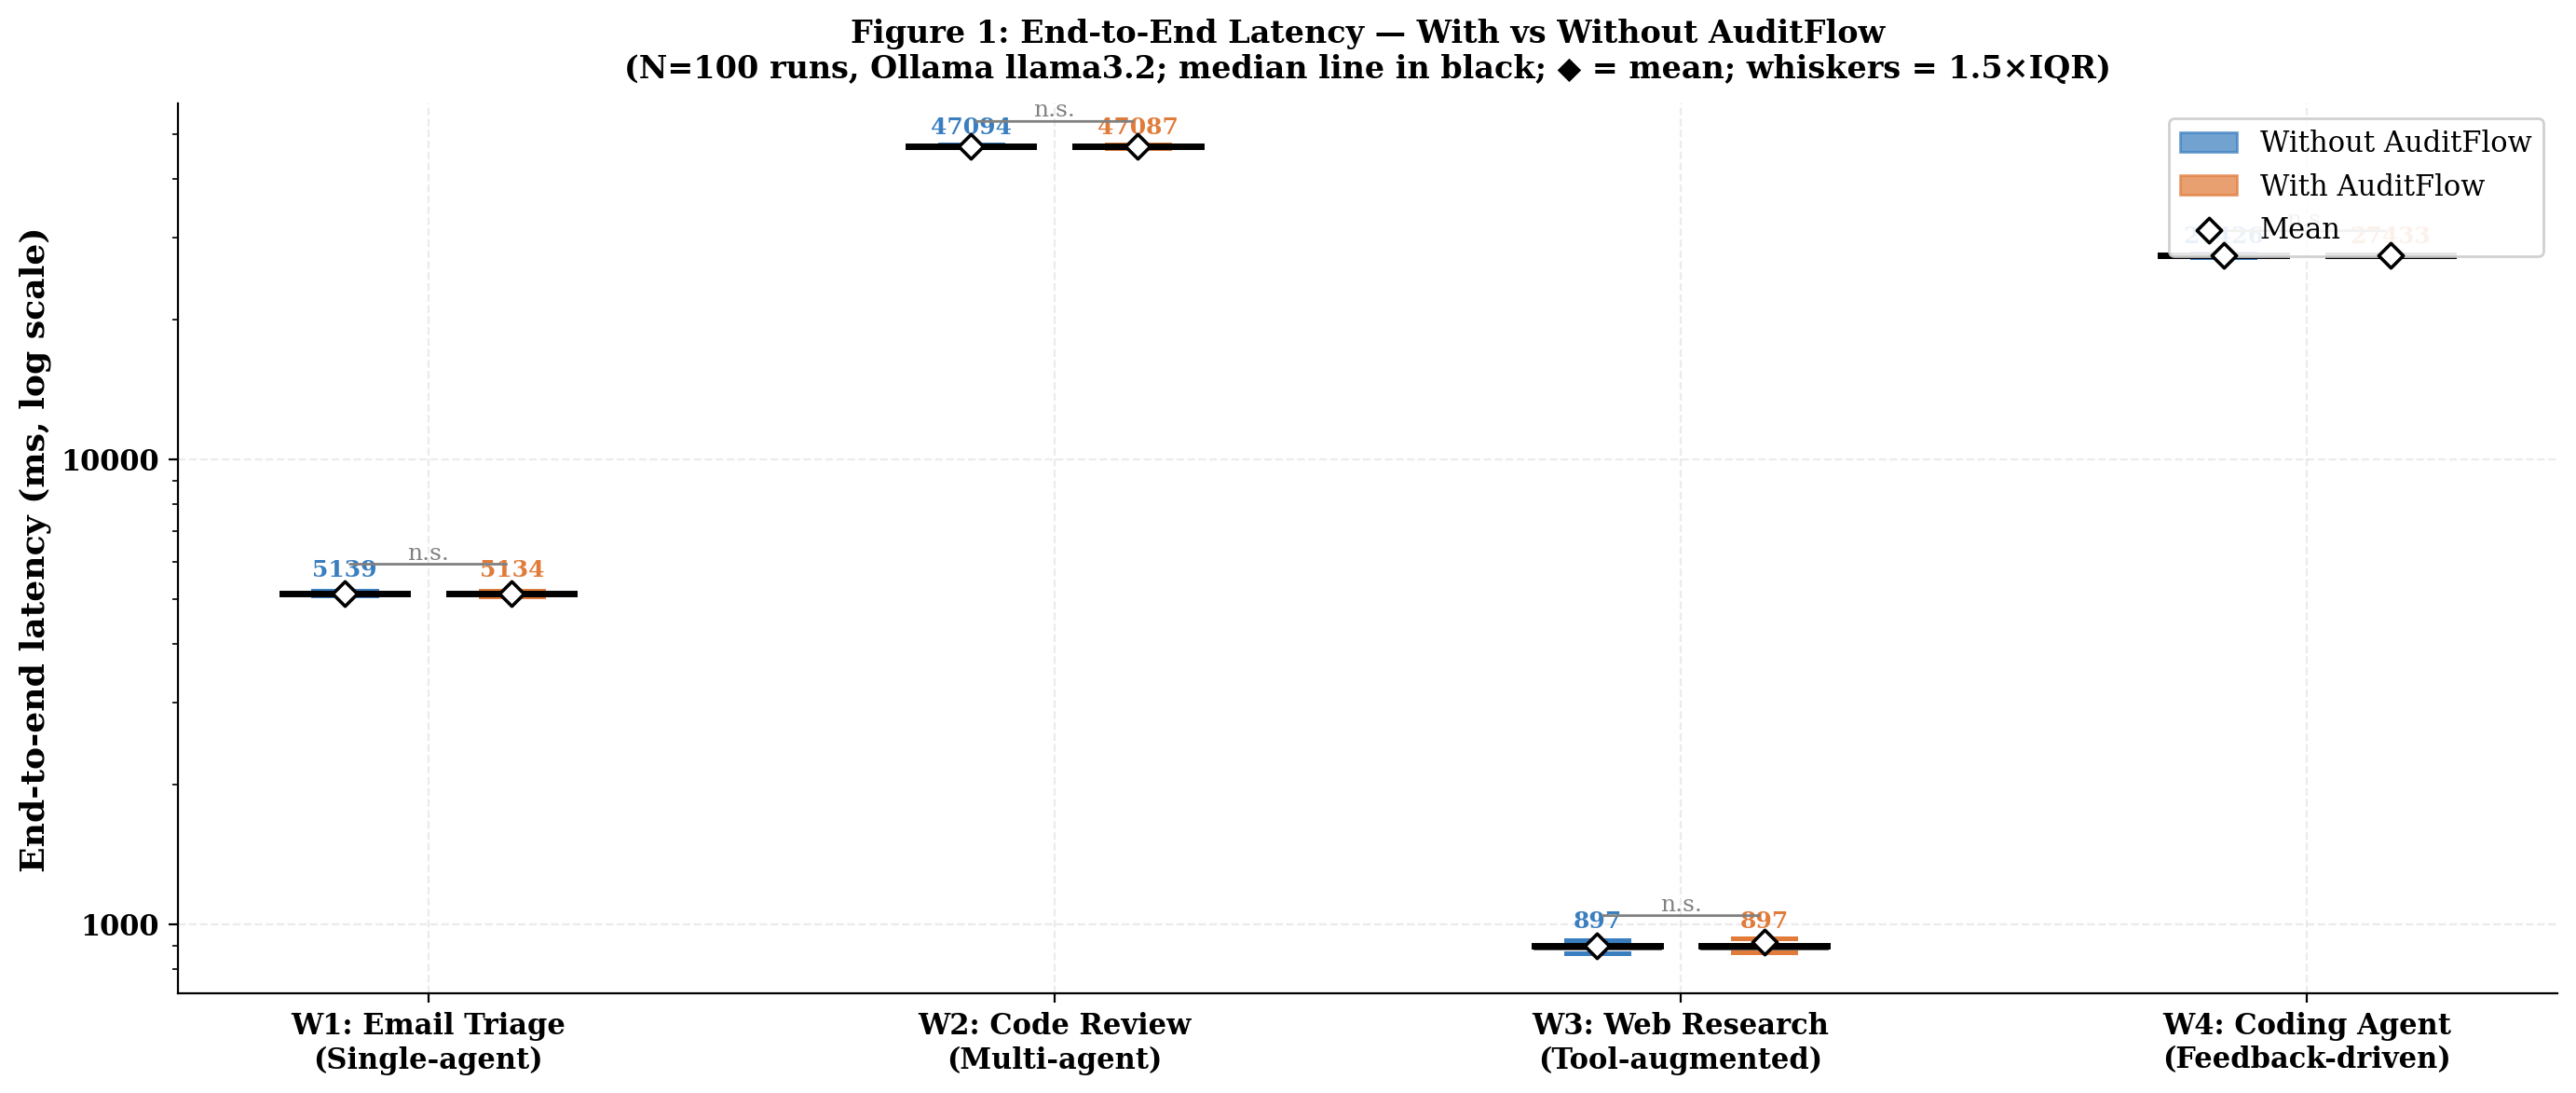 Figure 1: End-to-End Latency — With vs Without AuditFlow
(N=100 runs, Ollama llama3.2; median line in black; ◆ = mean; whiskers = 1.5×IQR)
End-to-end latency (ms, log scale)
10000
1000
5139
n.s.
5134
47094
n.s.
47087
897
n.s.
897
27433
Without AuditFlow
With AuditFlow
Mean
W1: Email Triage
(Single-agent)
W2: Code Review
(Multi-agent)
W3: Web Research
(Tool-augmented)
W4: Coding Agent
(Feedback-driven)